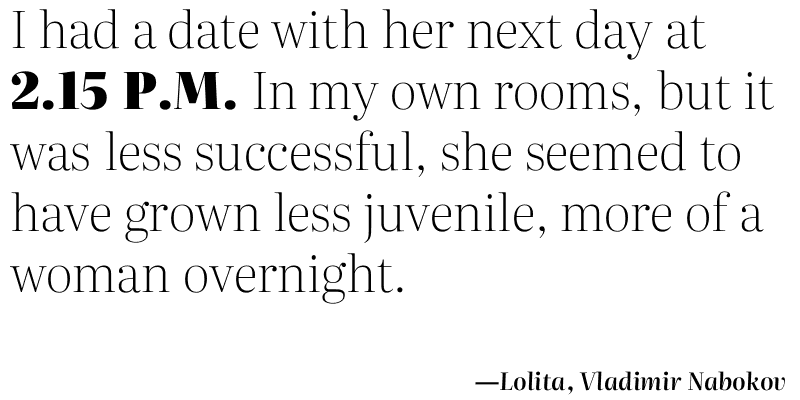 I had a date with her next day at
2.15 P.M. In my own rooms, but it
was less successful, she seemed to
have grown less juvenile, more of a
woman overnight.
—Lolita, Vladimir Nabokov